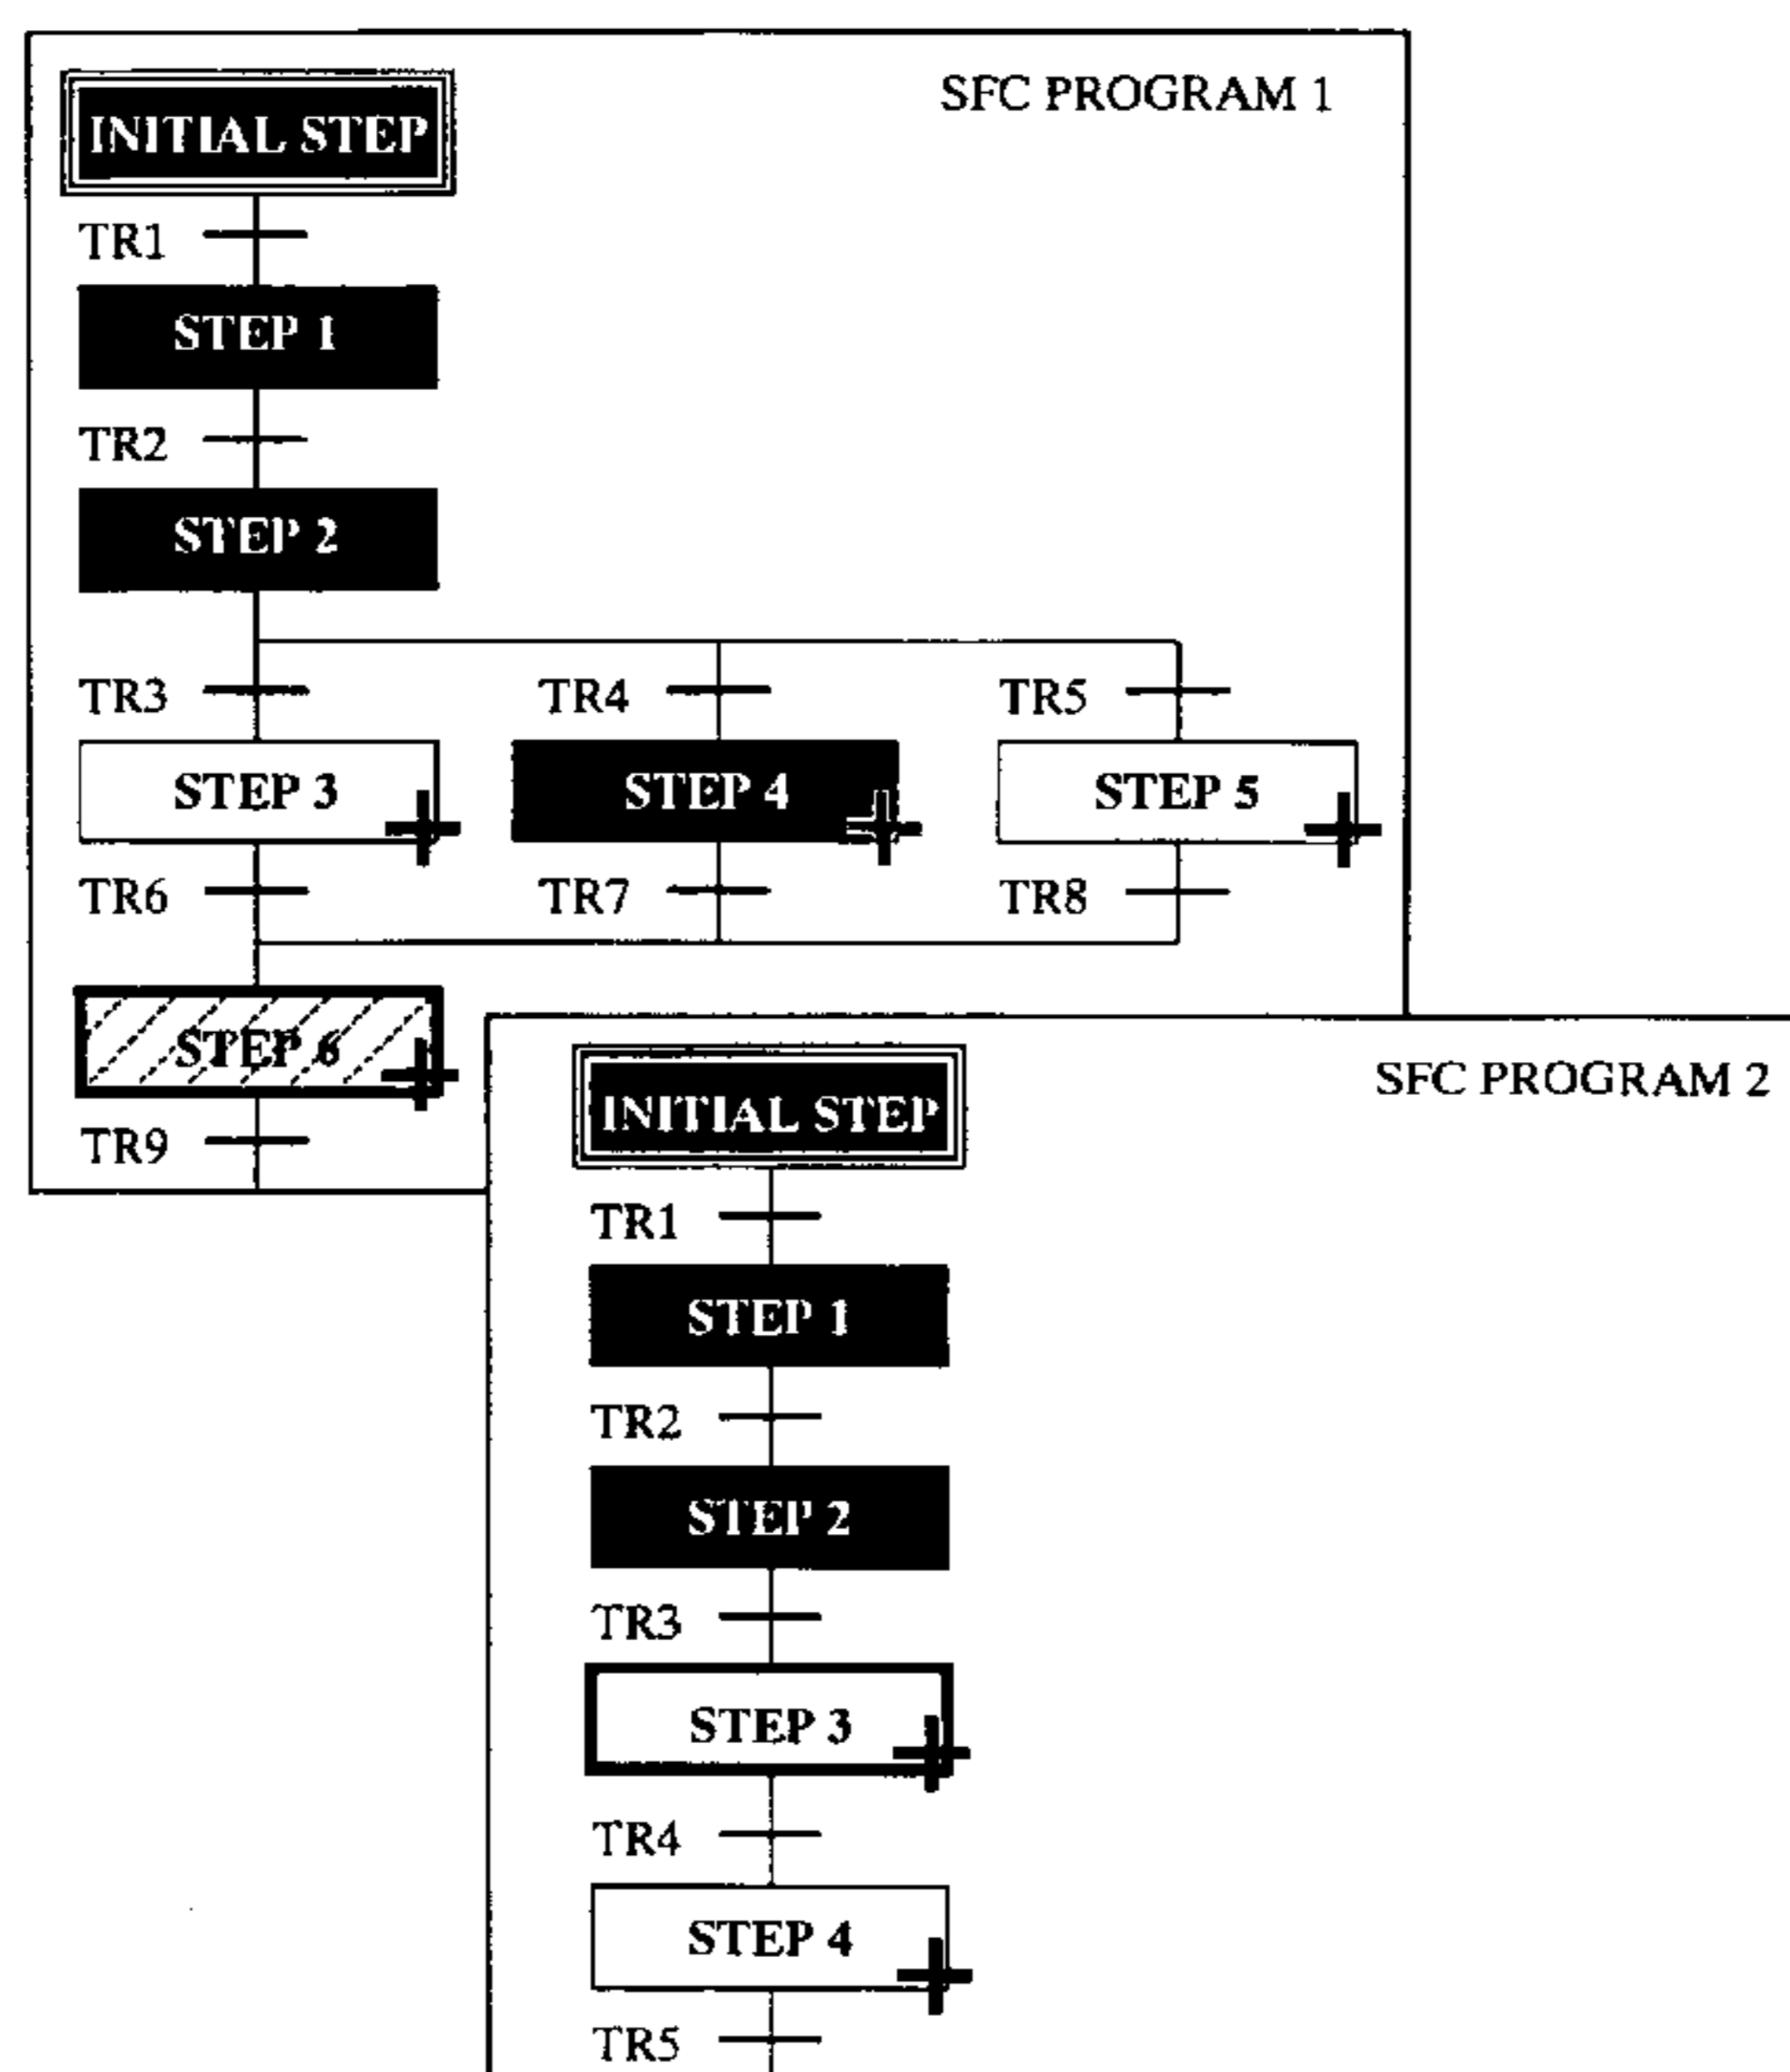 SFC PROGRAM 1
INITIAL STEP
TR1
STEP 1
TR2
STEP 2
TR3 TR4 TR5
STEP 3 STEP 4 STEP 5
TR6 TR7 TR8
STEP 6
TR9
SFC PROGRAM 2
INITIAL STEP
TR1
STEP 1
TR2
STEP 2
TR3
STEP 3
TR4
STEP 4
TR5